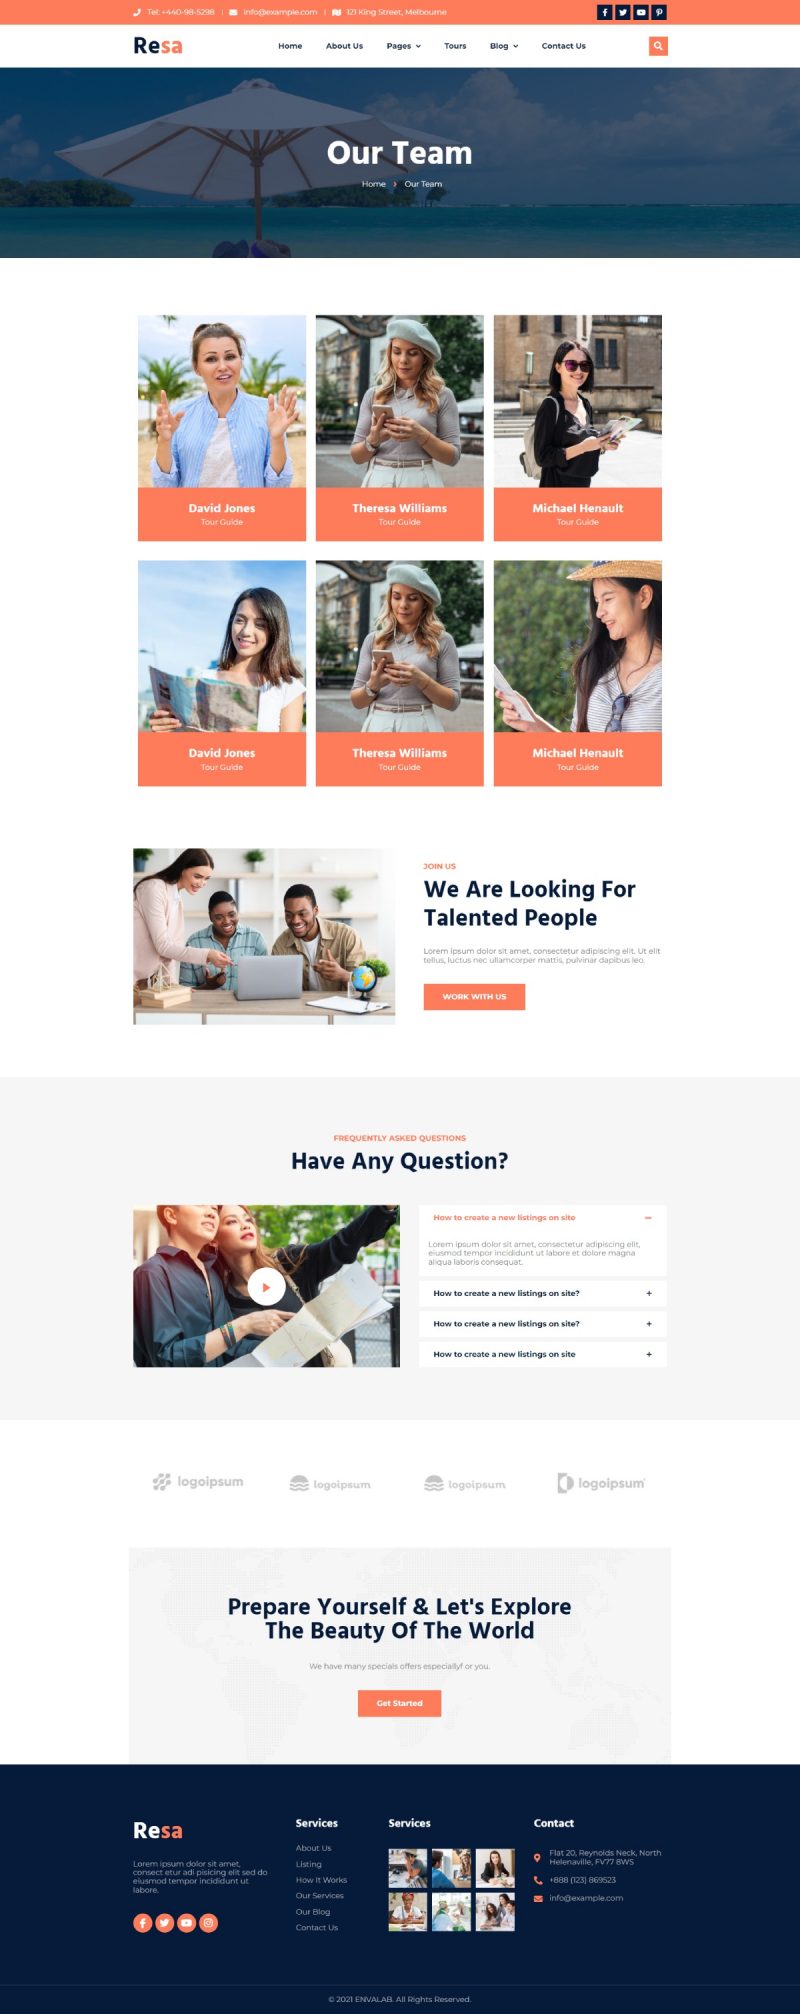 Tel: +440-98-5298 | info@example.com | 121 King Street, Melbourne
Resa
Home About Us Pages Tours Blog Contact Us
Our Team
Home Our Team
David Jones Theresa Williams Michael Henault
Tour Guide Tour Guide Tour Guide
David Jones Theresa Williams Michael Henault
Tour Guide Tour Guide Tour Guide
JOIN US
We Are Looking For
Talented People
Lorem ipsum dolor sit amet, consectetur adipiscing elit. Ut elit
tellus, luctus nec ullamcorper mattis, pulvinar dapibus leo.
WORK WITH US
FREQUENTLY ASKED QUESTIONS
Have Any Question?
How to create a new listings on site
Lorem ipsum dolor sit amet, consectetur adipiscing elit,
eiusmod tempor incididunt ut labore et dolore magna
aliqua laboris consequat.
How to create a new listings on site?
How to create a new listings on site?
How to create a new listings on site
logoipsum logoipsum logoipsum logoipsum
Prepare Yourself & Let's Explore
The Beauty Of The World
We have many specials offers especiallyf or you.
Get Started
Resa
Lorem ipsum dolor sit amet,
consect etur adi pisicing elit sed do
eiusmod tempor incididunt ut
labore.
Services
About Us
Listing
How It Works
Our Services
Our Blog
Contact Us
Services
Contact
Flat 20, Reynolds Neck, North
Helenaville, FV77 8WS
+888 (123) 869523
info@example.com
© 2021 ENVALAB. All Rights Reserved.